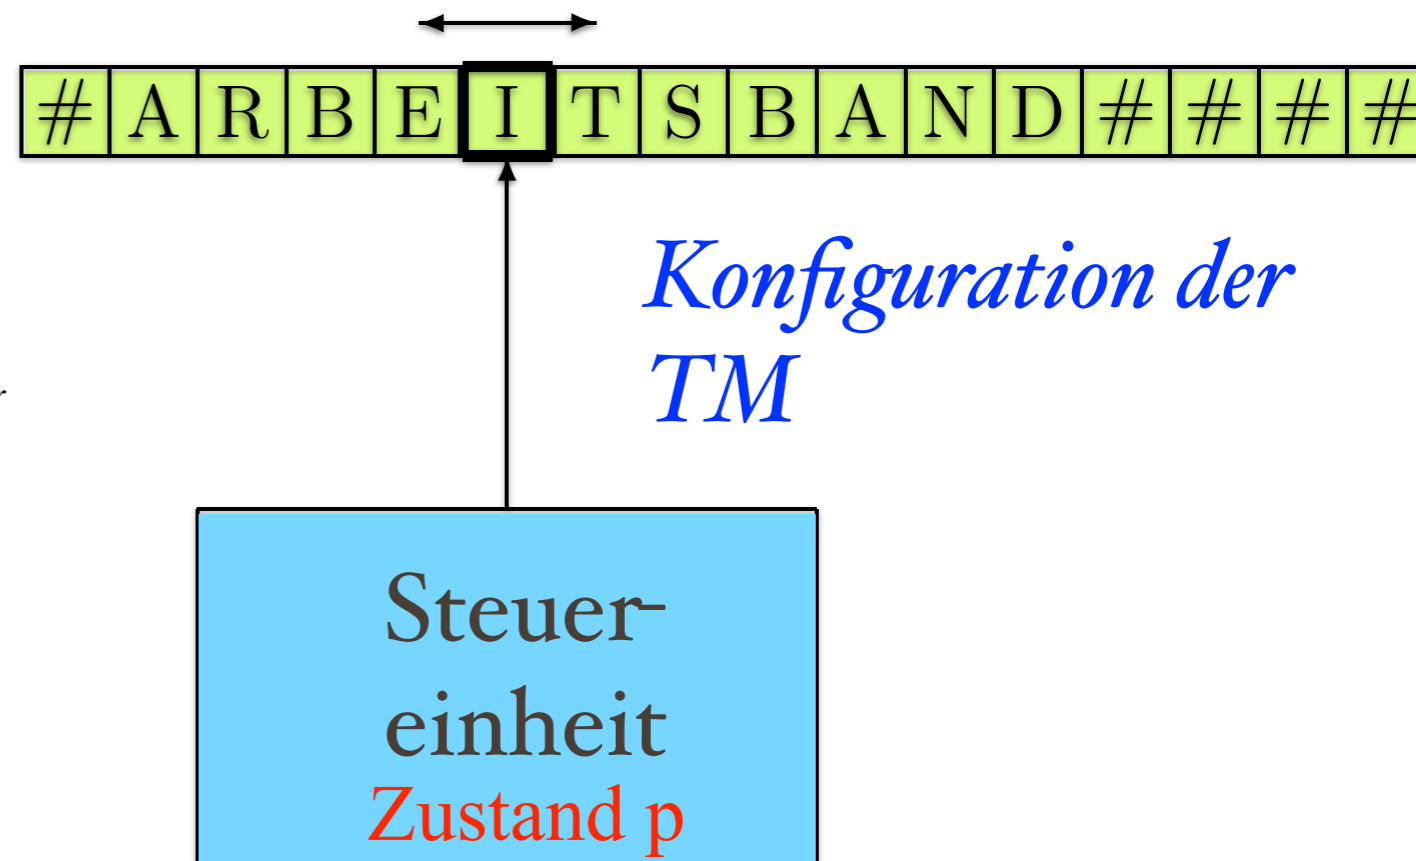 #ARBEITSBAND####
Konfiguration der
TM
Steuer-
einheit
Zustand p